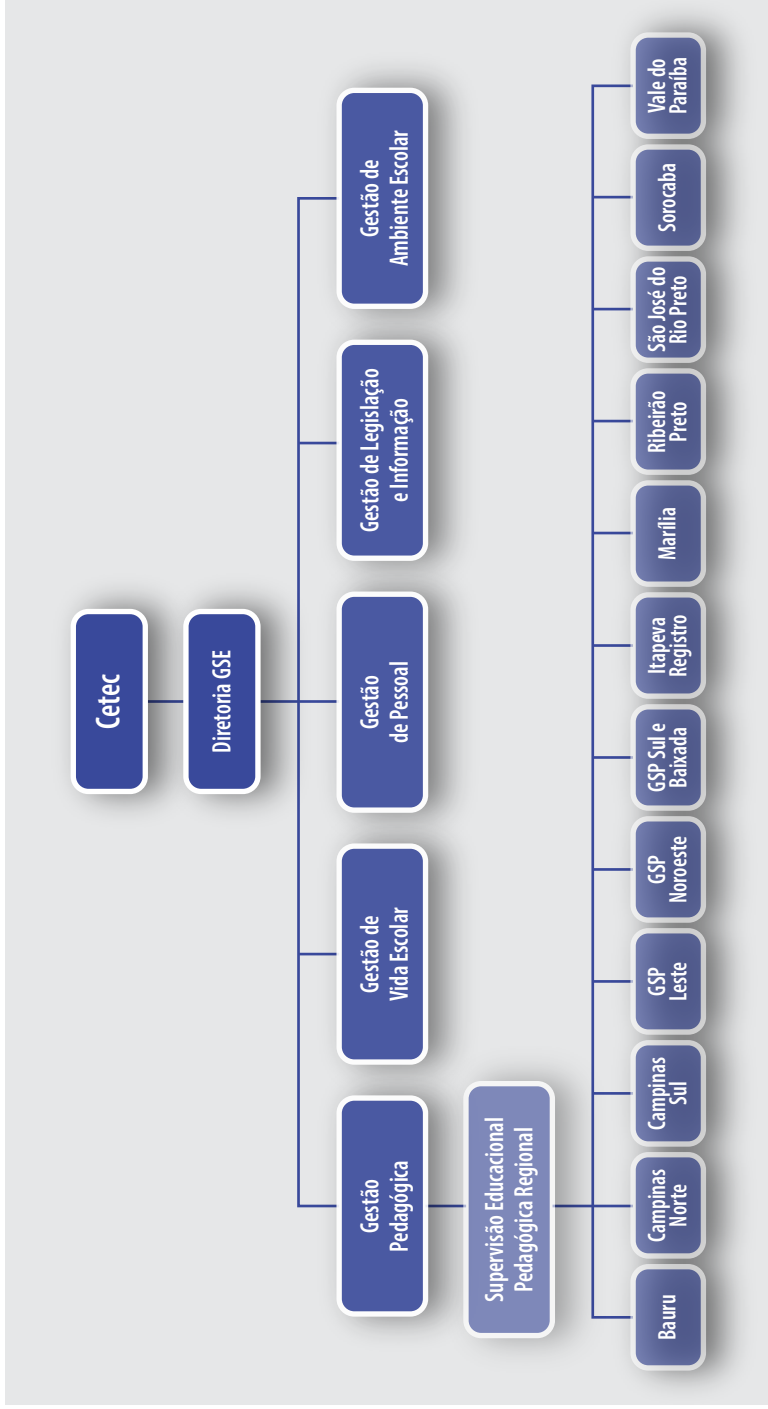 Cetec
Diretoria GSE
Gestão
Pedagógica
Gestão de
Vida Escolar
Gestão
de Pessoal
Gestão de Legislação
e Informação
Gestão de
Ambiente Escolar
Supervisão Educacional
Pedagógica Regional
Bauru
Campinas
Norte
Campinas
Sul
GSP
Leste
GSP
Noroeste
GSP Sul e
Baixada
Itapeva
Registro
Marília
Ribeirão
Preto
São José do
Rio Preto
Sorocaba
Vale do
Paraíba